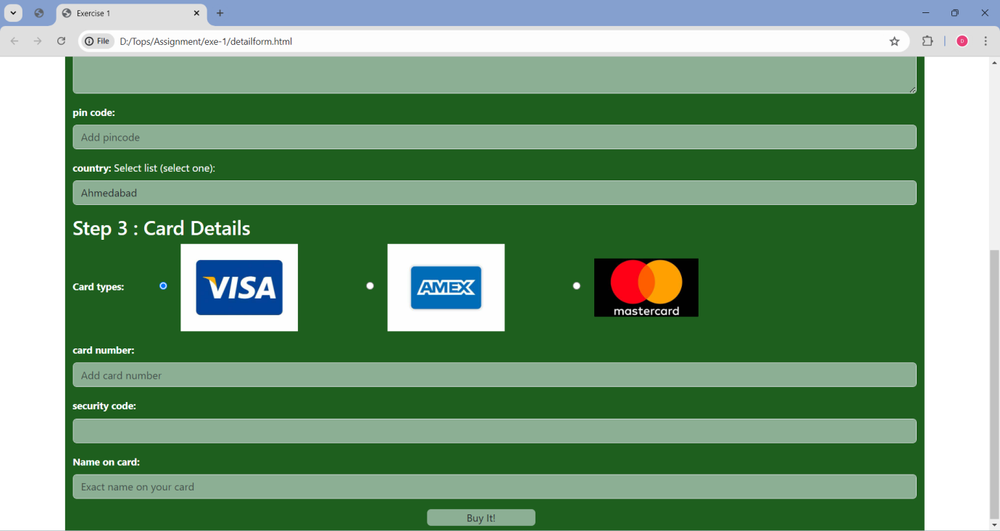 Exercise 1
File D:/Tops/Assignment/exe-1/detailform.html
D
pin code:
Add pincode
country: Select list (select one):
Ahmedabad
Step 3 : Card Details
Card types: VISA AMEX mastercard
card number:
Add card number
security code:
Name on card:
Exact name on your card
Buy It!